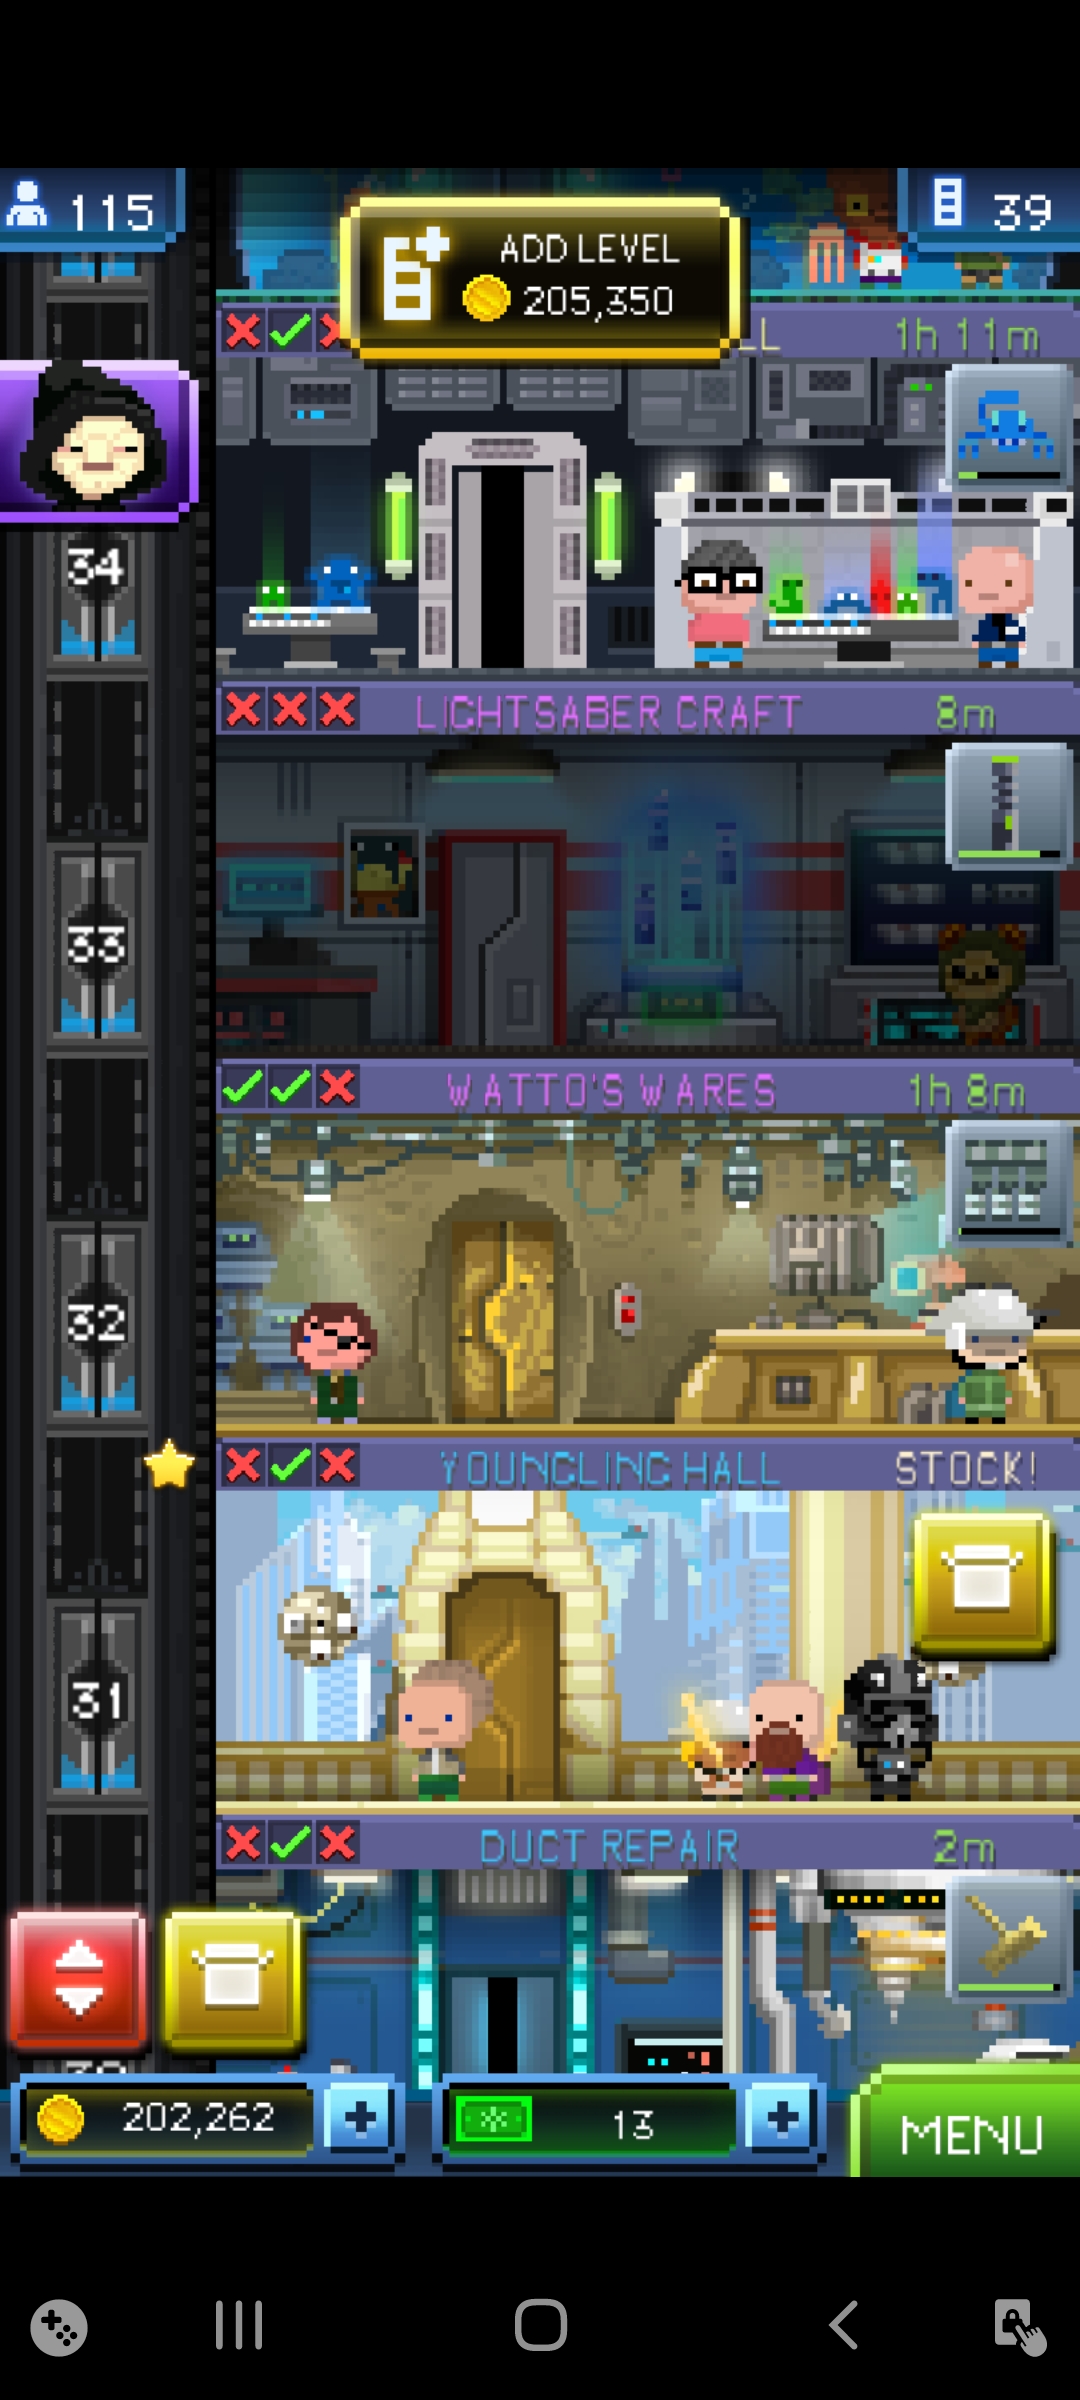 115
39
ADD LEVEL
205,350
LL
1h 11m
34
LIGHTSABER CRAFT
8m
33
WATTO'S WARES
1h 8m
32
YOUNGLING HALL
STOCK!
31
DUCT REPAIR
2m
202,262
13
MENU